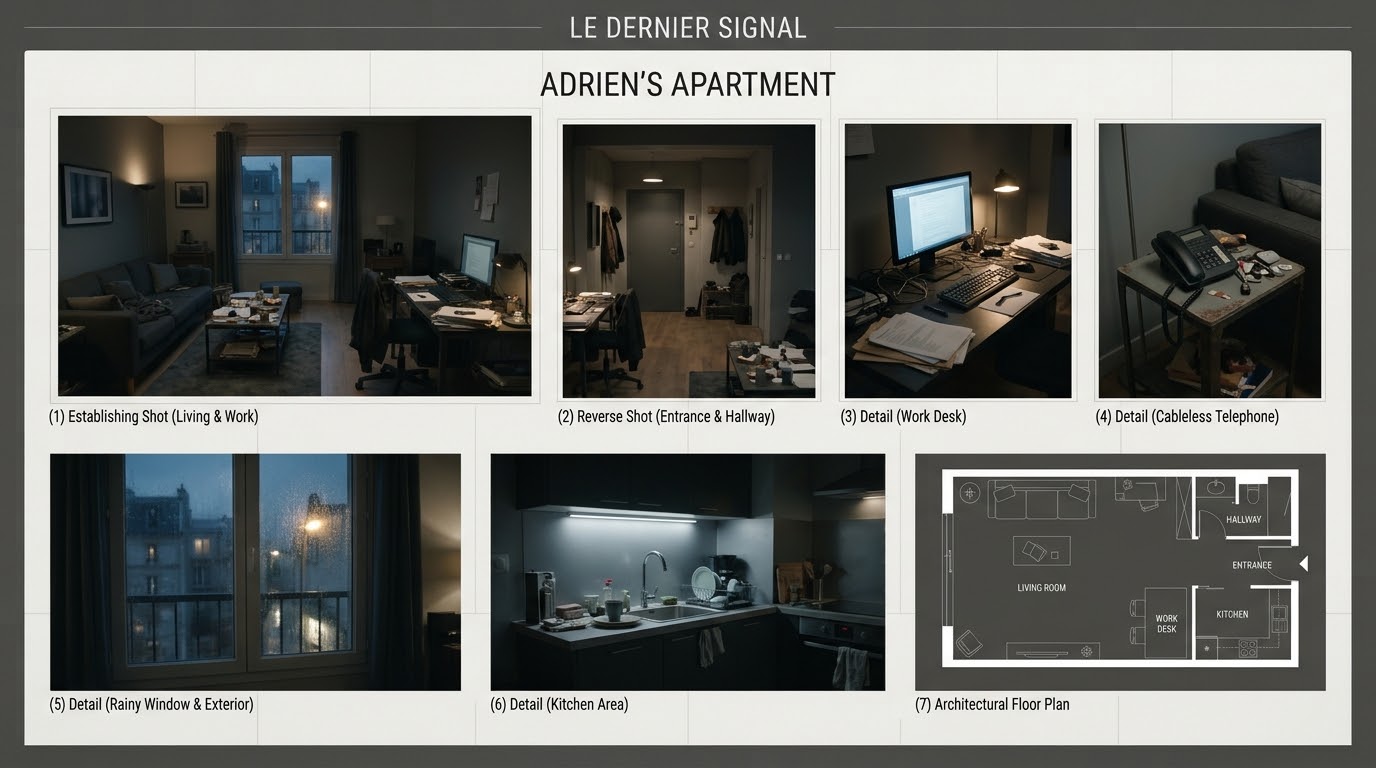 LE DERNIER SIGNAL
ADRIEN'S APARTMENT
(1) Establishing Shot (Living & Work)
(2) Reverse Shot (Entrance & Hallway)
(3) Detail (Work Desk)
(4) Detail (Cableless Telephone)
(5) Detail (Rainy Window & Exterior)
(6) Detail (Kitchen Area)
HALLWAY
ENTRANCE
LIVING ROOM
WORK
DESK
KITCHEN
(7) Architectural Floor Plan